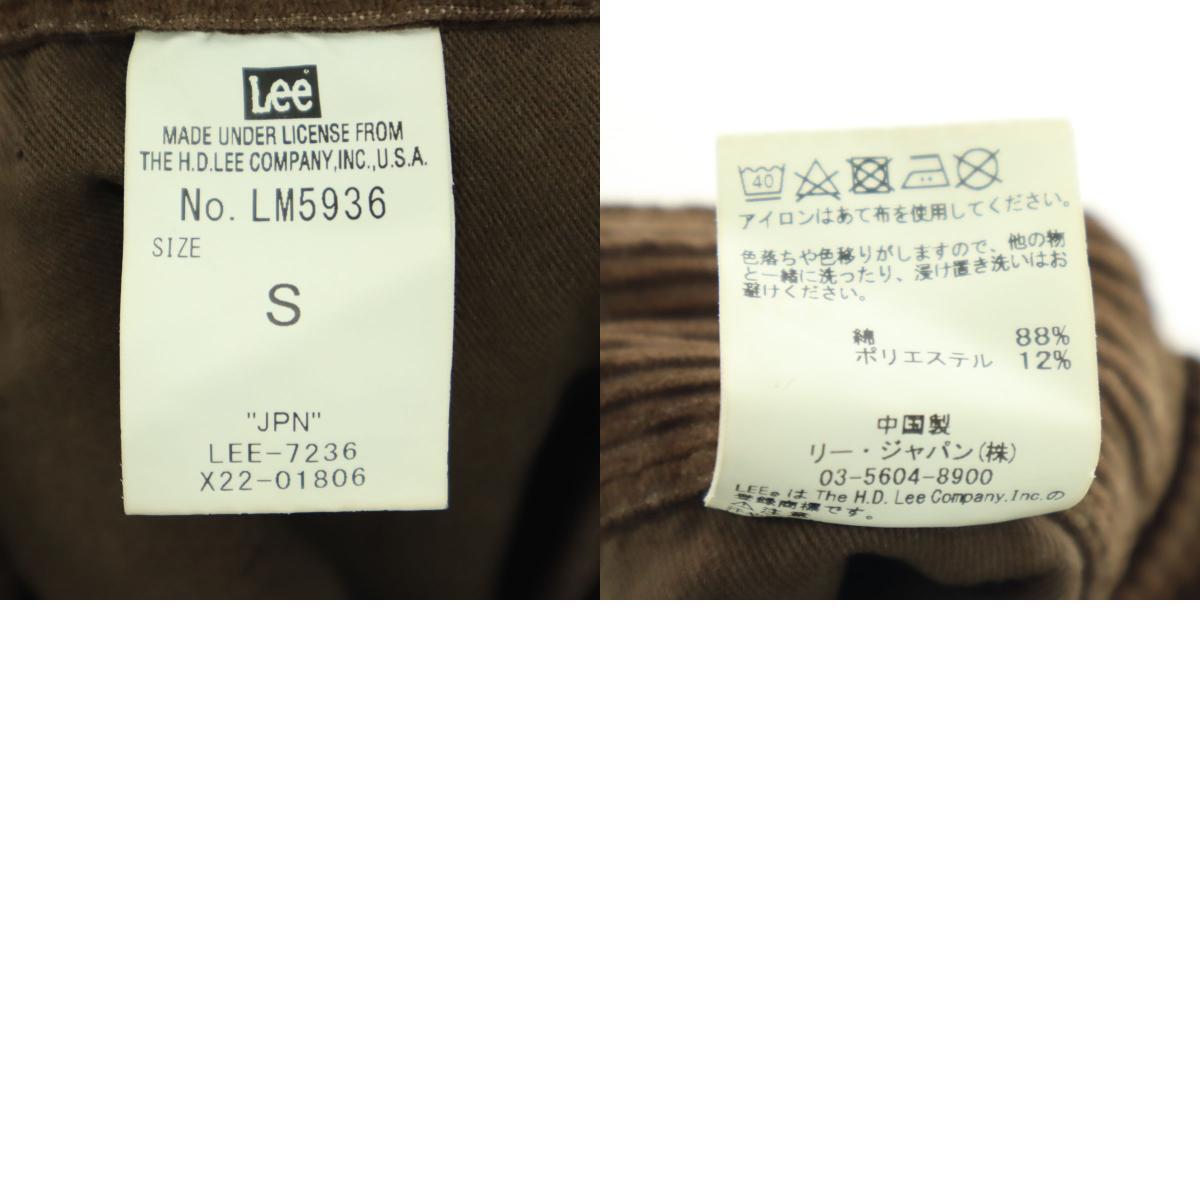 Lee
MADE UNDER LICENSE FROM
THE H.D.LEE COMPANY,INC.,U.S.A.
No. LM5936
SIZE
S
"JPN"
LEE-7236
X22-01806
40
アイロンはあて布を使用してください。
色落ちや色移りがしますので、他の物
と一緒に洗ったり、浸け置き洗いはお
避けください。
綿 88%
ポリエステル 12%
中国製
リー・ジャパン(株)
03-5604-8900
LEE®は The H.D. Lee Company.Inc.の
登録商標です。
⚠注意